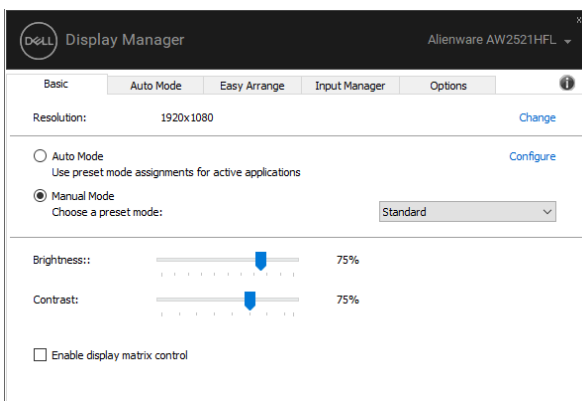 DELL Display Manager Alienware AW2521HFL
x
Basic Auto Mode Easy Arrange Input Manager Options i
Resolution: 1920x1080 Change
Auto Mode Configure
Use preset mode assignments for active applications
Manual Mode
Choose a preset mode: Standard
Brightness:: 75%
Contrast: 75%
Enable display matrix control